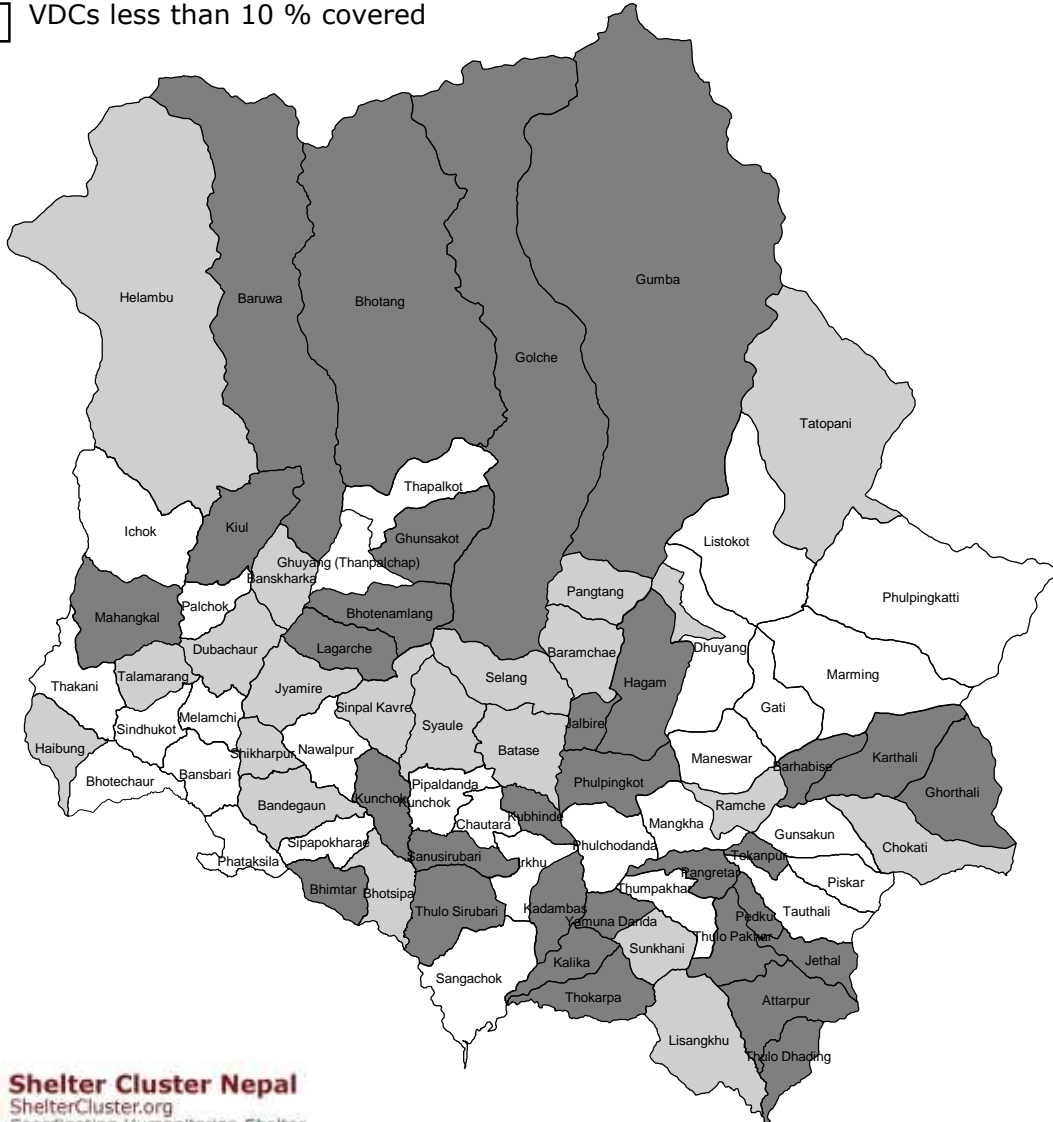 VDCs less than 10 % covered
Gumba
Helambu
Baruwa
Bhotang
Golche
Tatopani
Thapalkot
Ichok
Kiul
Ghunsakot
Listokot
Ghuyang (Thanpalchap)
Banskharka
Pangtang
Phulpingkatti
Palchok
Mahangkal
Bhotenamlang
Dubachaur
Lagarche
Baramchae
Dhuyang
Talamarang
Selang
Marming
Thakani
Jyamire
Hagam
Sinpal Kavre
Gati
Melamchi
Syaule
Jalbire
Sindhukot
Haibung
Shikharpur
Nawalpur
Batase
Maneswar
Karthali
Barhabise
Bhotechaur
Bansbari
Phulpingkot
Pipaldanda
Ghorthali
Kunchok
Kunchok
Bandegaun
Ramche
Kubhinde
Chautara
Mangkha
Gunsakun
Sipapokharae
Phulchodanda
Chokati
Phataksila
Sanusirubari
Irkhu
Tokanpur
Pangretar
Piskar
Bhimtar
Bhotsipa
Thumpakhar
Thulo Sirubari
Kadambas
Yamuna Danda
Pedku
Tauthali
Thulo Pakhar
Sunkhani
Kalika
Jethal
Sangachok
Thokarpa
Attarpur
Lisangkhu
Thulo Dhading
Shelter Cluster Nepal
ShelterCluster.org